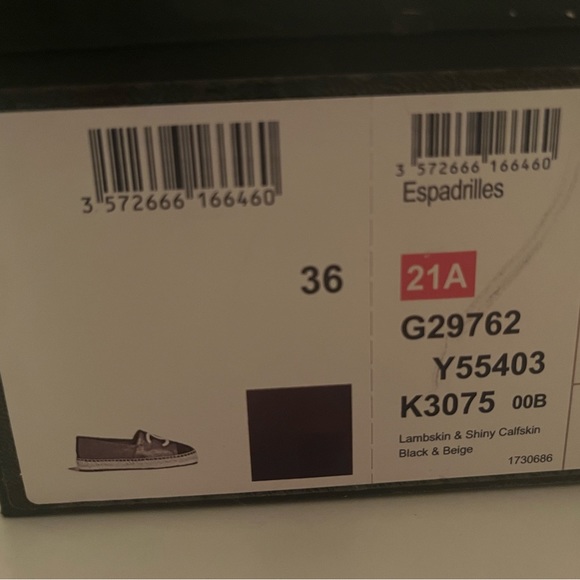 3 572666 166460
36
3 572666 166460
Espadrilles
21A
G29762
Y55403
K3075 00B
Lambskin & Shiny Calfskin
Black & Beige
1730686